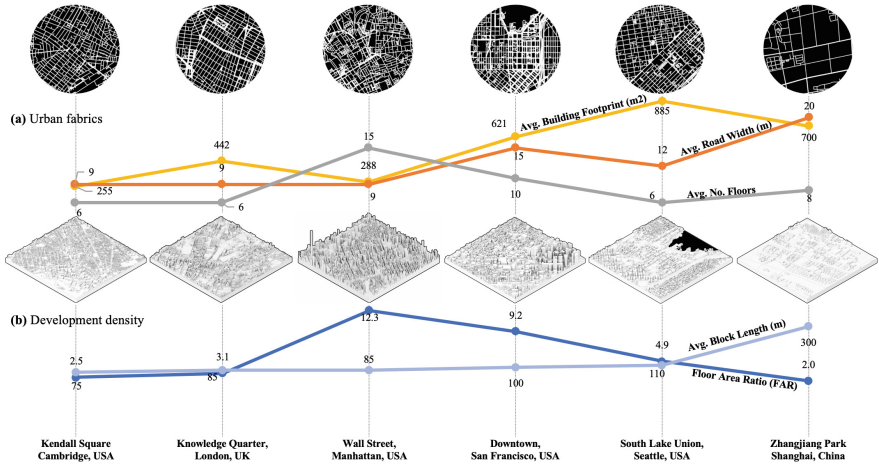 (a) Urban fabrics
Avg. Building Footprint (m2)
Avg. Road Width (m)
Avg. No. Floors
9
255
6
442
9
6
15
288
9
621
15
10
885
12
6
20
700
8
(b) Development density
Avg. Block Length (m)
Floor Area Ratio (FAR)
2.5
75
3.1
85
12.3
85
9.2
100
4.9
110
300
2.0
Kendall Square
Cambridge, USA
Knowledge Quarter,
London, UK
Wall Street,
Manhattan, USA
Downtown,
San Francisco, USA
South Lake Union,
Seattle, USA
Zhangjiang Park
Shanghai, China